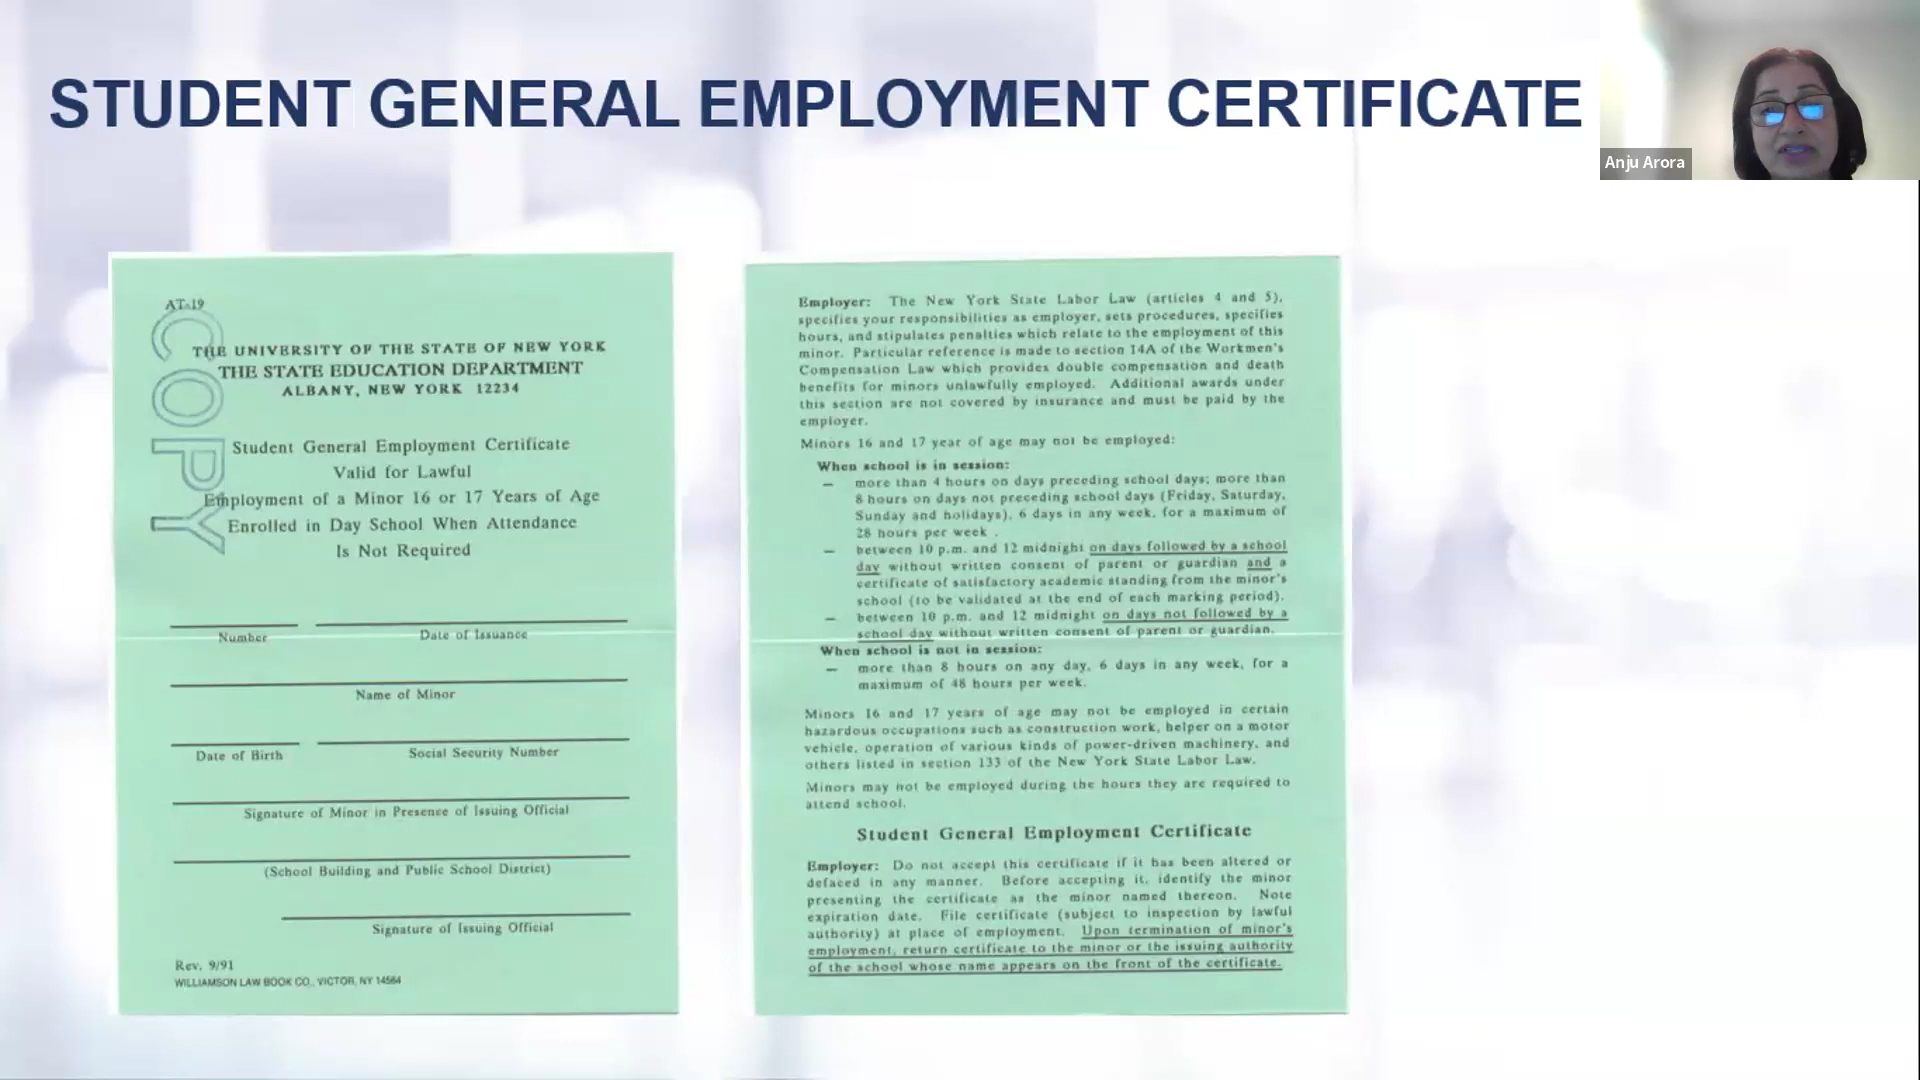 STUDENT GENERAL EMPLOYMENT CERTIFICATE
Anju Arora
AT-19
COPY
THE UNIVERSITY OF THE STATE OF NEW YORK
THE STATE EDUCATION DEPARTMENT
ALBANY, NEW YORK 12234
Student General Employment Certificate
Valid for Lawful
Employment of a Minor 16 or 17 Years of Age
Enrolled in Day School When Attendance
Is Not Required
Number
Date of Issuance
Name of Minor
Date of Birth
Social Security Number
Signature of Minor in Presence of Issuing Official
(School Building and Public School District)
Signature of Issuing Official
Rev. 9/91
WILLIAMSON LAW BOOK CO., VICTOR, NY 14564
Employer: The New York State Labor Law (articles 4 and 5),
specifies your responsibilities as employer, sets procedures, specifies
hours, and stipulates penalties which relate to the employment of this
minor. Particular reference is made to section 14A of the Workmen's
Compensation Law which provides double compensation and death
benefits for minors unlawfully employed. Additional awards under
this section are not covered by insurance and must be paid by the
employer.
Minors 16 and 17 year of age may not be employed:
When school is in session:
— more than 4 hours on days preceding school days; more than
8 hours on days not preceding school days (Friday, Saturday,
Sunday and holidays), 6 days in any week, for a maximum of
28 hours per week .
— between 10 p.m. and 12 midnight on days followed by a school
day without written consent of parent or guardian and a
certificate of satisfactory academic standing from the minor's
school (to be validated at the end of each marking period).
— between 10 p.m. and 12 midnight on days not followed by a
school day without written consent of parent or guardian.
When school is not in session:
— more than 8 hours on any day, 6 days in any week, for a
maximum of 48 hours per week.
Minors 16 and 17 years of age may not be employed in certain
hazardous occupations such as construction work, helper on a motor
vehicle, operation of various kinds of power-driven machinery, and
others listed in section 133 of the New York State Labor Law.
Minors may not be employed during the hours they are required to
attend school.
Student General Employment Certificate
Employer: Do not accept this certificate if it has been altered or
defaced in any manner. Before accepting it, identify the minor
presenting the certificate as the minor named thereon. Note
expiration date. File certificate (subject to inspection by lawful
authority) at place of employment. Upon termination of minor's
employment, return certificate to the minor or the issuing authority
of the school whose name appears on the front of the certificate.